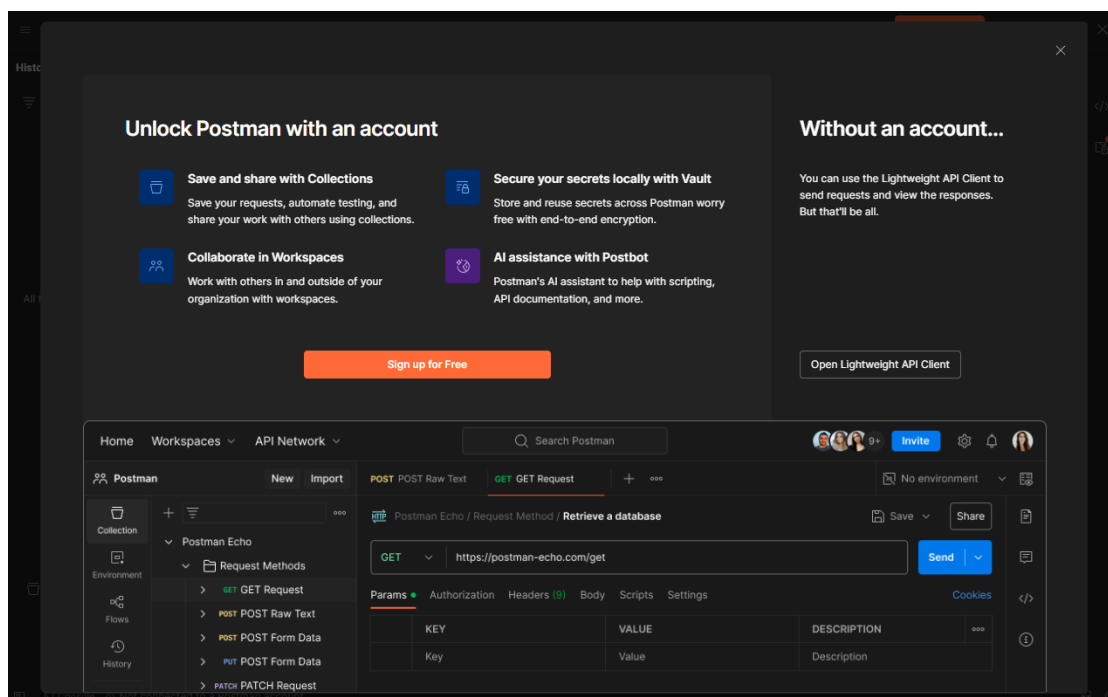 Histo
Unlock Postman with an account
Save and share with Collections
Save your requests, automate testing, and
share your work with others using collections.
Secure your secrets locally with Vault
Store and reuse secrets across Postman worry
free with end-to-end encryption.
Collaborate in Workspaces
Work with others in and outside of your
organization with workspaces.
AI assistance with Postbot
Postman's AI assistant to help with scripting,
API documentation, and more.
Sign up for Free
Without an account...
You can use the Lightweight API Client to
send requests and view the responses.
But that'll be all.
Open Lightweight API Client
All
Home Workspaces API Network Search Postman 9+ Invite
Postman New Import POST POST Raw Text GET GET Request No environment
Collection
Environment
Flows
History
Postman Echo
Request Methods
GET GET Request
POST POST Raw Text
POST POST Form Data
PUT POST Form Data
PATCH PATCH Request
HTTP Postman Echo / Request Method / Retrieve a database Save Share
GET https://postman-echo.com/get Send
Params Authorization Headers (9) Body Scripts Settings Cookies
KEY VALUE DESCRIPTION
Key Value Description